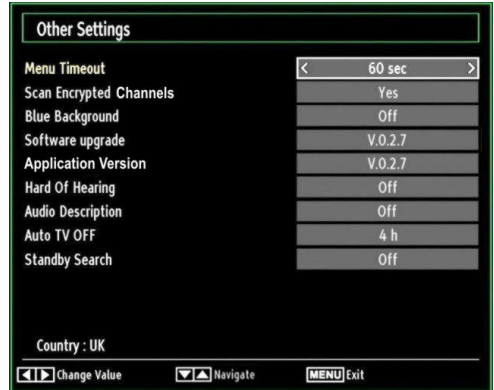 Other Settings
Menu Timeout < 60 sec >
Scan Encrypted Channels Yes
Blue Background Off
Software upgrade V.0.2.7
Application Version V.0.2.7
Hard Of Hearing Off
Audio Description Off
Auto TV OFF 4 h
Standby Search Off
Country : UK
Change Value Navigate MENU Exit